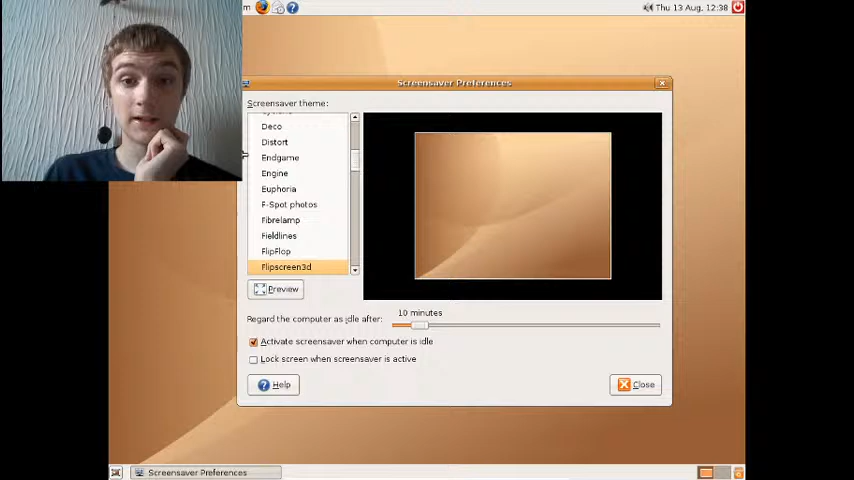 m
Thu 13 Aug, 12:38
Screensaver Preferences
Screensaver theme:
Deco
Distort
Endgame
Engine
Euphoria
F-Spot photos
Fibrelamp
Fieldlines
FlipFlop
Flipscreen3d
Preview
10 minutes
Regard the computer as idle after:
Activate screensaver when computer is idle
Lock screen when screensaver is active
Help
Close
Screensaver Preferences